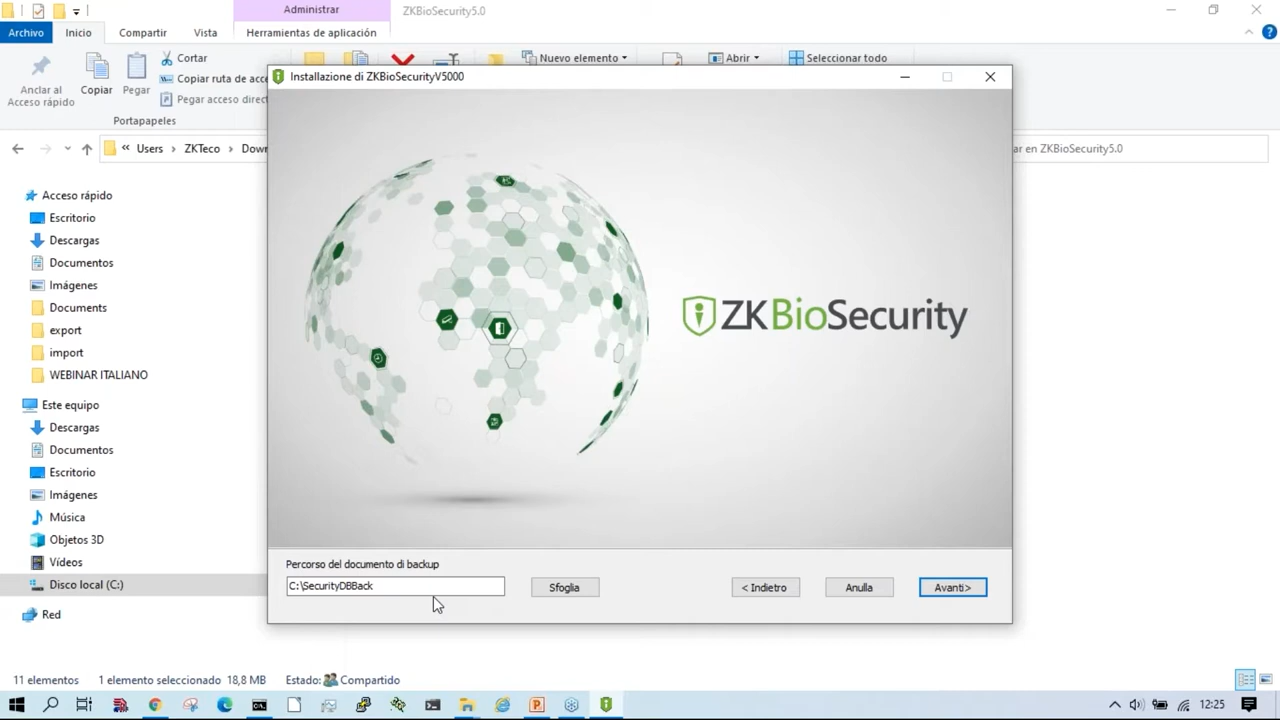 Administrar
ZKBioSecurity5.0
Archivo
Inicio
Compartir
Vista
Herramientas de aplicación
Anclar al
Acceso rápido
Copiar
Pegar
Cortar
Copiar ruta de acce
Pegar acceso direct
Portapapeles
Nuevo elemento
Abrir
Seleccionar todo
« Users > ZKTeco > Down
ar en ZKBioSecurity5.0
Acceso rápido
Escritorio
Descargas
Documentos
Imágenes
Documents
export
import
WEBINAR ITALIANO
Este equipo
Descargas
Documentos
Escritorio
Imágenes
Música
Objetos 3D
Vídeos
Disco local (C:)
Red
Installazione di ZKBioSecurityV5000
ZKBioSecurity
Percorso del documento di backup
C:\SecurityDBBack
Sfoglia
< Indietro
Anulla
Avanti>
11 elementos
1 elemento seleccionado 18,8 MB
Estado: Compartido
12:25